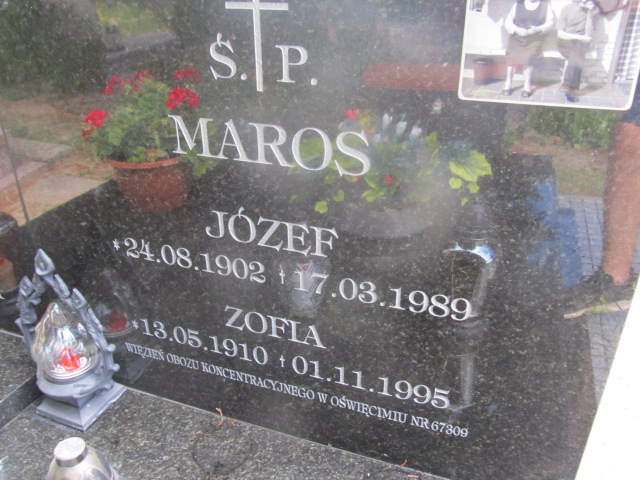 Ś. P.
MAROS
JÓZEF
*24.08.1902 †17.03.1989
ZOFIA
*13.05.1910 †01.11.1995
WIĘZIEŃ OBOZU KONCENTRACYJNEGO W OŚWIĘCIMIU NR 67309